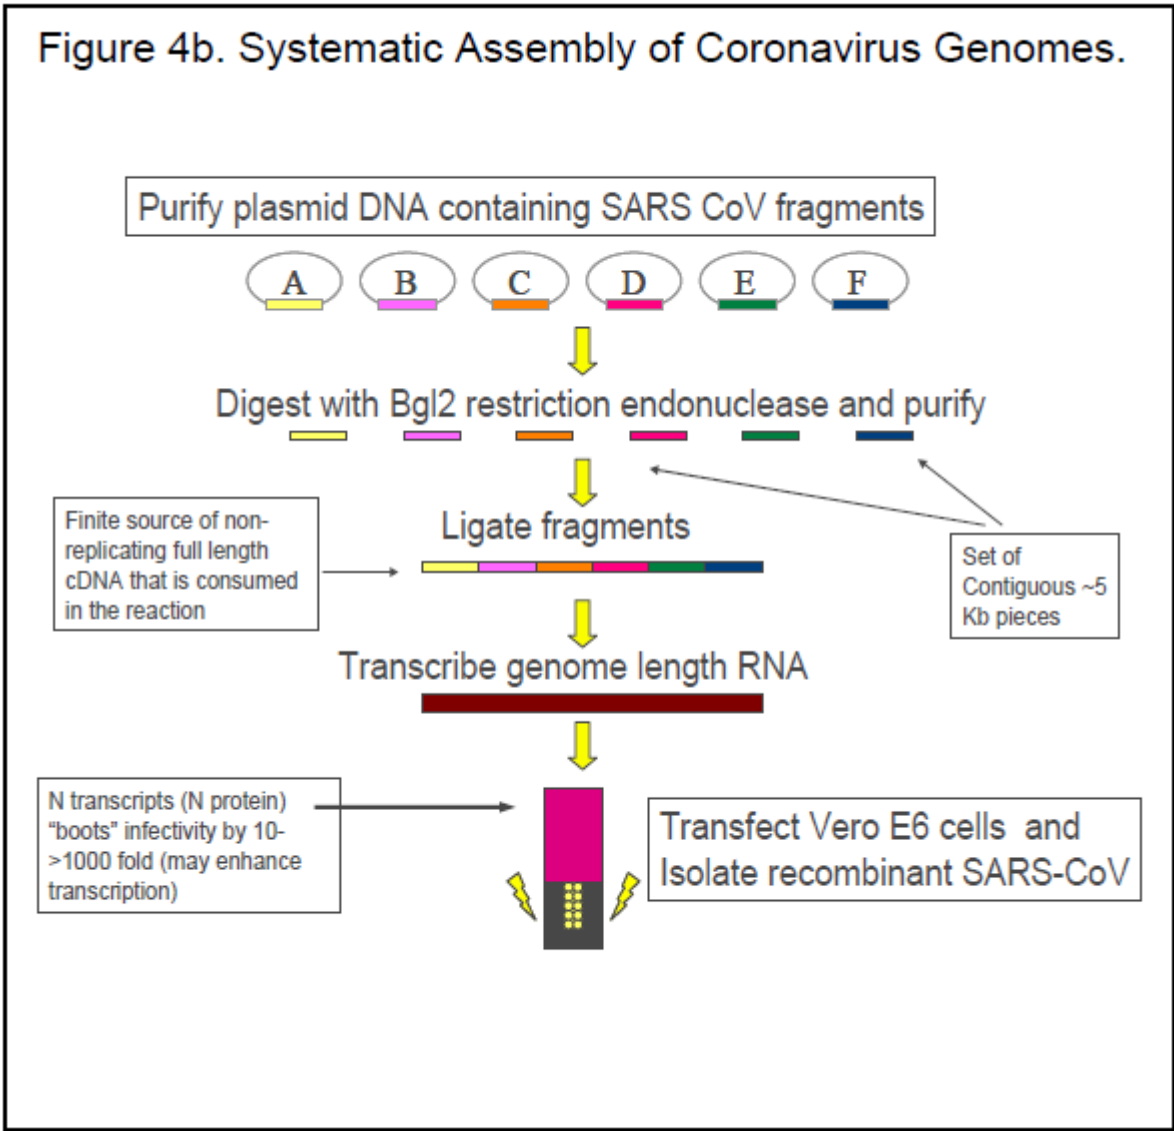 Figure 4b. Systematic Assembly of Coronavirus Genomes.
Purify plasmid DNA containing SARS CoV fragments
A B C D E F
Digest with Bgl2 restriction endonuclease and purify
Finite source of non-
replicating full length
cDNA that is consumed
in the reaction
Ligate fragments
Set of
Contiguous ~5
Kb pieces
Transcribe genome length RNA
N transcripts (N protein)
“boots” infectivity by 10-
>1000 fold (may enhance
transcription)
Transfect Vero E6 cells and
Isolate recombinant SARS-CoV